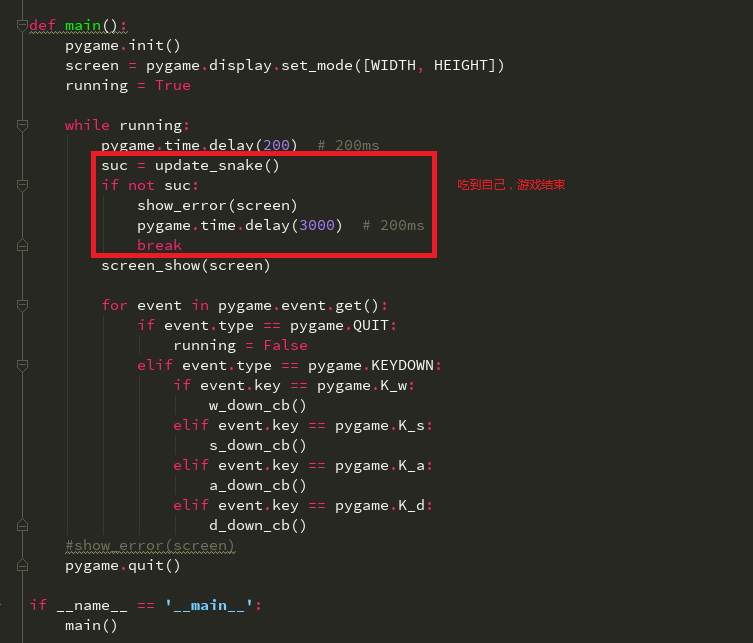 def main():
    pygame.init()
    screen = pygame.display.set_mode([WIDTH, HEIGHT])
    running = True
    while running:
        pygame.time.delay(200)  # 200ms
        suc = update_snake()
        if not suc:
吃到自己，游戏结束
            show_error(screen)
            pygame.time.delay(3000)  # 200ms
            break
        screen_show(screen)
        for event in pygame.event.get():
            if event.type == pygame.QUIT:
                running = False
            elif event.type == pygame.KEYDOWN:
                if event.key == pygame.K_w:
                    w_down_cb()
                elif event.key == pygame.K_s:
                    s_down_cb()
                elif event.key == pygame.K_a:
                    a_down_cb()
                elif event.key == pygame.K_d:
                    d_down_cb()
    #show_error(screen)
    pygame.quit()
if __name__ == '__main__':
    main()